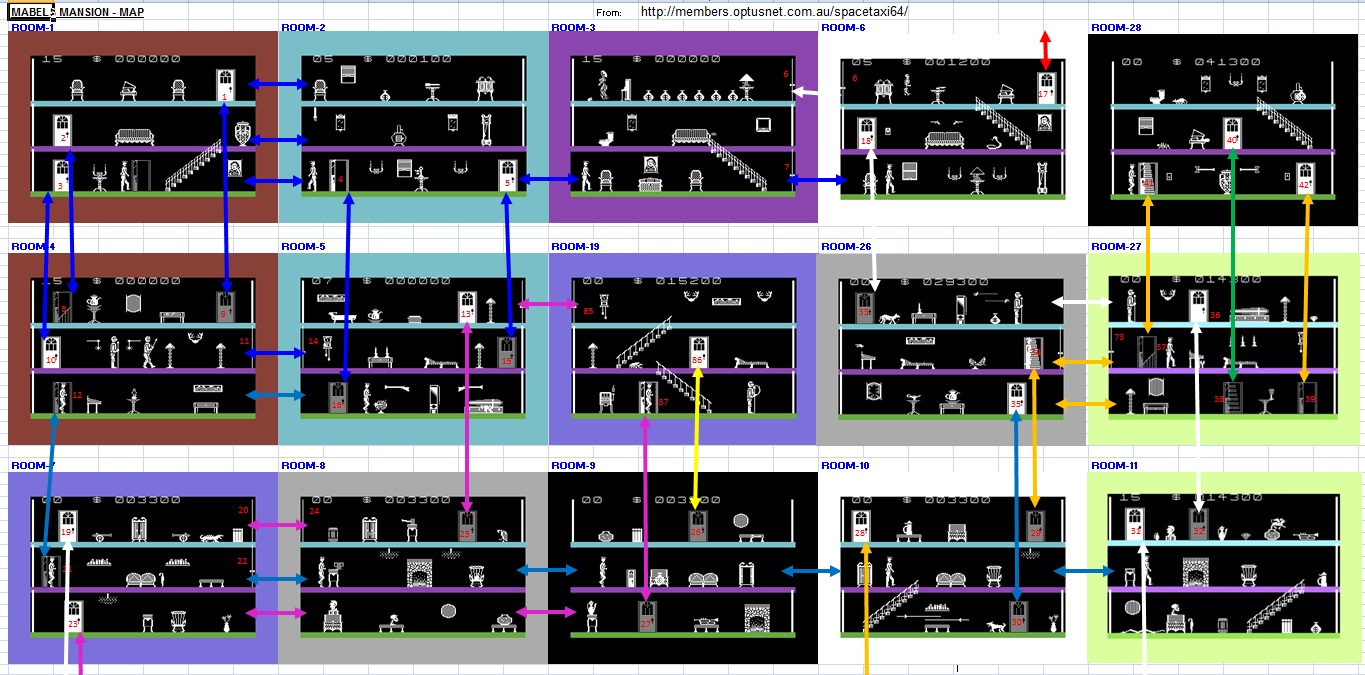 MABEL'S MANSION - MAP
From: http://members.optusnet.com.au/spacetaxi64/
ROOM-1 ROOM-2 ROOM-3 ROOM-6 ROOM-28
15 $ 000000 05 $ 000100 15 $ 000000 05 $ 001200 00 $ 041300
6 6 17
1
2 18 40
3 4 5 7 41 42
ROOM-4 ROOM-5 ROOM-19 ROOM-26 ROOM-27
15 $ 000000 07 $ 000000 00 $ 015200 00 $ 029300 00 $ 014300
8 9 13 85 33 36
10 11 14 15 86 34 73 37
12 16 87 35 38 39
ROOM-7 ROOM-8 ROOM-9 ROOM-10 ROOM-11
00 $ 003300 00 $ 003300 00 $ 003300 00 $ 003300 15 $ 014300
19 20 24 25 26 28 29 31 32
21 22
23 27 30